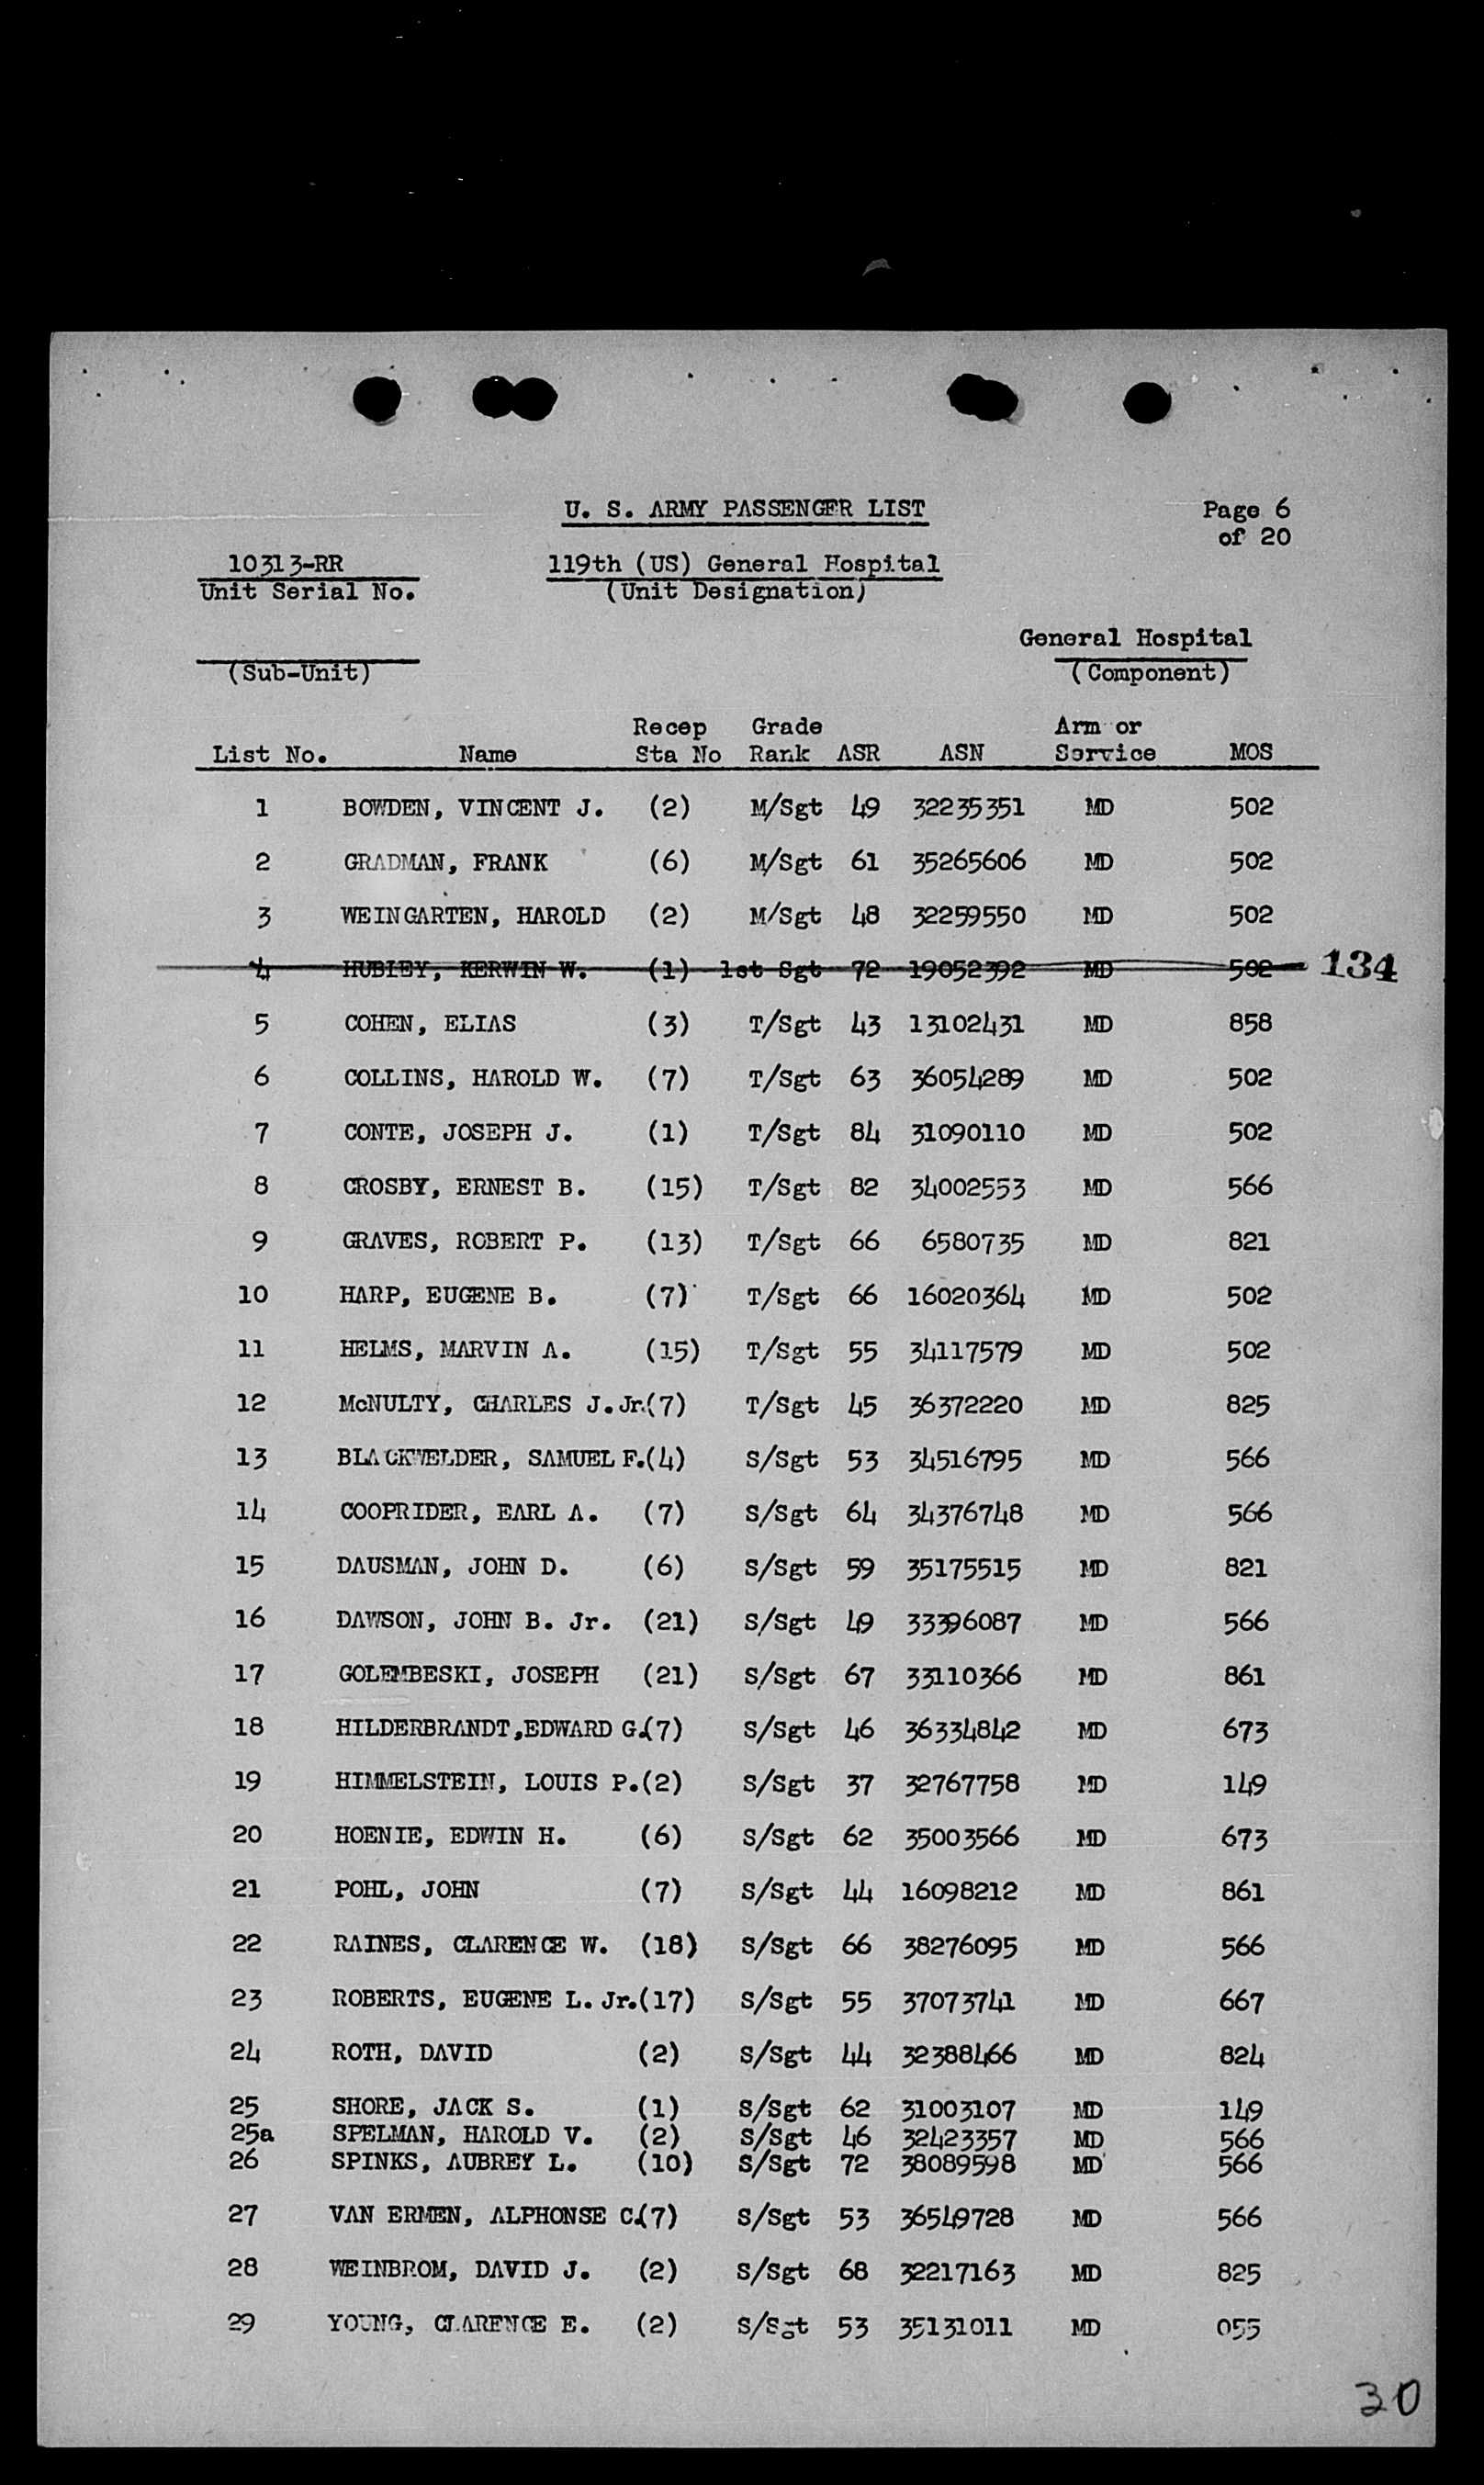 U. S. ARMY PASSENGER LIST
Page 6
of 20
10313-RR
119th (US) General Hospital
Unit Serial No.
(Unit Designation)
General Hospital
(Sub-Unit)
(Component)
Recep Grade Arm or
List No. Name Sta No Rank ASR ASN Service MOS
1 BOWDEN, VINCENT J. (2) M/Sgt 49 32235351 MD 502
2 GRADMAN, FRANK (6) M/Sgt 61 35265606 MD 502
3 WEINGARTEN, HAROLD (2) M/Sgt 48 32259550 MD 502
4 HUBLEY, KERWIN W. (1) 1st Sgt 72 19052392 MD 502 134
5 COHEN, ELIAS (3) T/Sgt 43 13102431 MD 858
6 COLLINS, HAROLD W. (7) T/Sgt 63 36054289 MD 502
7 CONTE, JOSEPH J. (1) T/Sgt 84 31090110 MD 502
8 CROSBY, ERNEST B. (15) T/Sgt 82 34002553 MD 566
9 GRAVES, ROBERT P. (13) T/Sgt 66 6580735 MD 821
10 HARP, EUGENE B. (7) T/Sgt 66 16020364 MD 502
11 HELMS, MARVIN A. (15) T/Sgt 55 34117579 MD 502
12 McNULTY, CHARLES J. Jr.(7) T/Sgt 45 36372220 MD 825
13 BLACKWELDER, SAMUEL F.(4) S/Sgt 53 34516795 MD 566
14 COOPRIDER, EARL A. (7) S/Sgt 64 34376748 MD 566
15 DAUSMAN, JOHN D. (6) S/Sgt 59 35175515 MD 821
16 DAWSON, JOHN B. Jr. (21) S/Sgt 49 33396087 MD 566
17 GOLEMBESKI, JOSEPH (21) S/Sgt 67 33110366 MD 861
18 HILDERBRANDT,EDWARD G.(7) S/Sgt 46 36334842 MD 673
19 HIMMELSTEIN, LOUIS P.(2) S/Sgt 37 32767758 MD 149
20 HOENIE, EDWIN H. (6) S/Sgt 62 35003566 MD 673
21 POHL, JOHN (7) S/Sgt 44 16098212 MD 861
22 RAINES, CLARENCE W. (18) S/Sgt 66 38276095 MD 566
23 ROBERTS, EUGENE L. Jr.(17) S/Sgt 55 37073741 MD 667
24 ROTH, DAVID (2) S/Sgt 44 32388466 MD 824
25 SHORE, JACK S. (1) S/Sgt 62 31003107 MD 149
25a SPELMAN, HAROLD V. (2) S/Sgt 46 32423357 MD 566
26 SPINKS, AUBREY L. (10) S/Sgt 72 38089598 MD 566
27 VAN ERMEN, ALPHONSE C.(7) S/Sgt 53 36549728 MD 566
28 WEINBROM, DAVID J. (2) S/Sgt 68 32217163 MD 825
29 YOUNG, CLARENCE E. (2) S/Sgt 53 35131011 MD 055
30